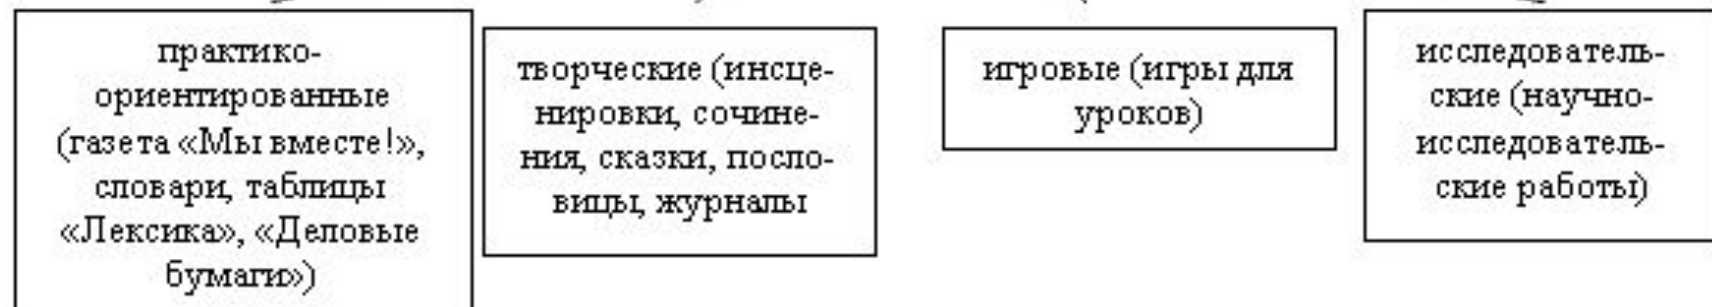 практико-
ориентированные
(газета «Мы вместе!»,
словари, таблицы
«Лексика», «Деловые
бумаги»)
творческие (инсце-
нировки, сочине-
ния, сказки, посло-
вицы, журналы
игровые (игры для
уроков)
исследователь-
ские (научно-
исследователь-
ские работы)